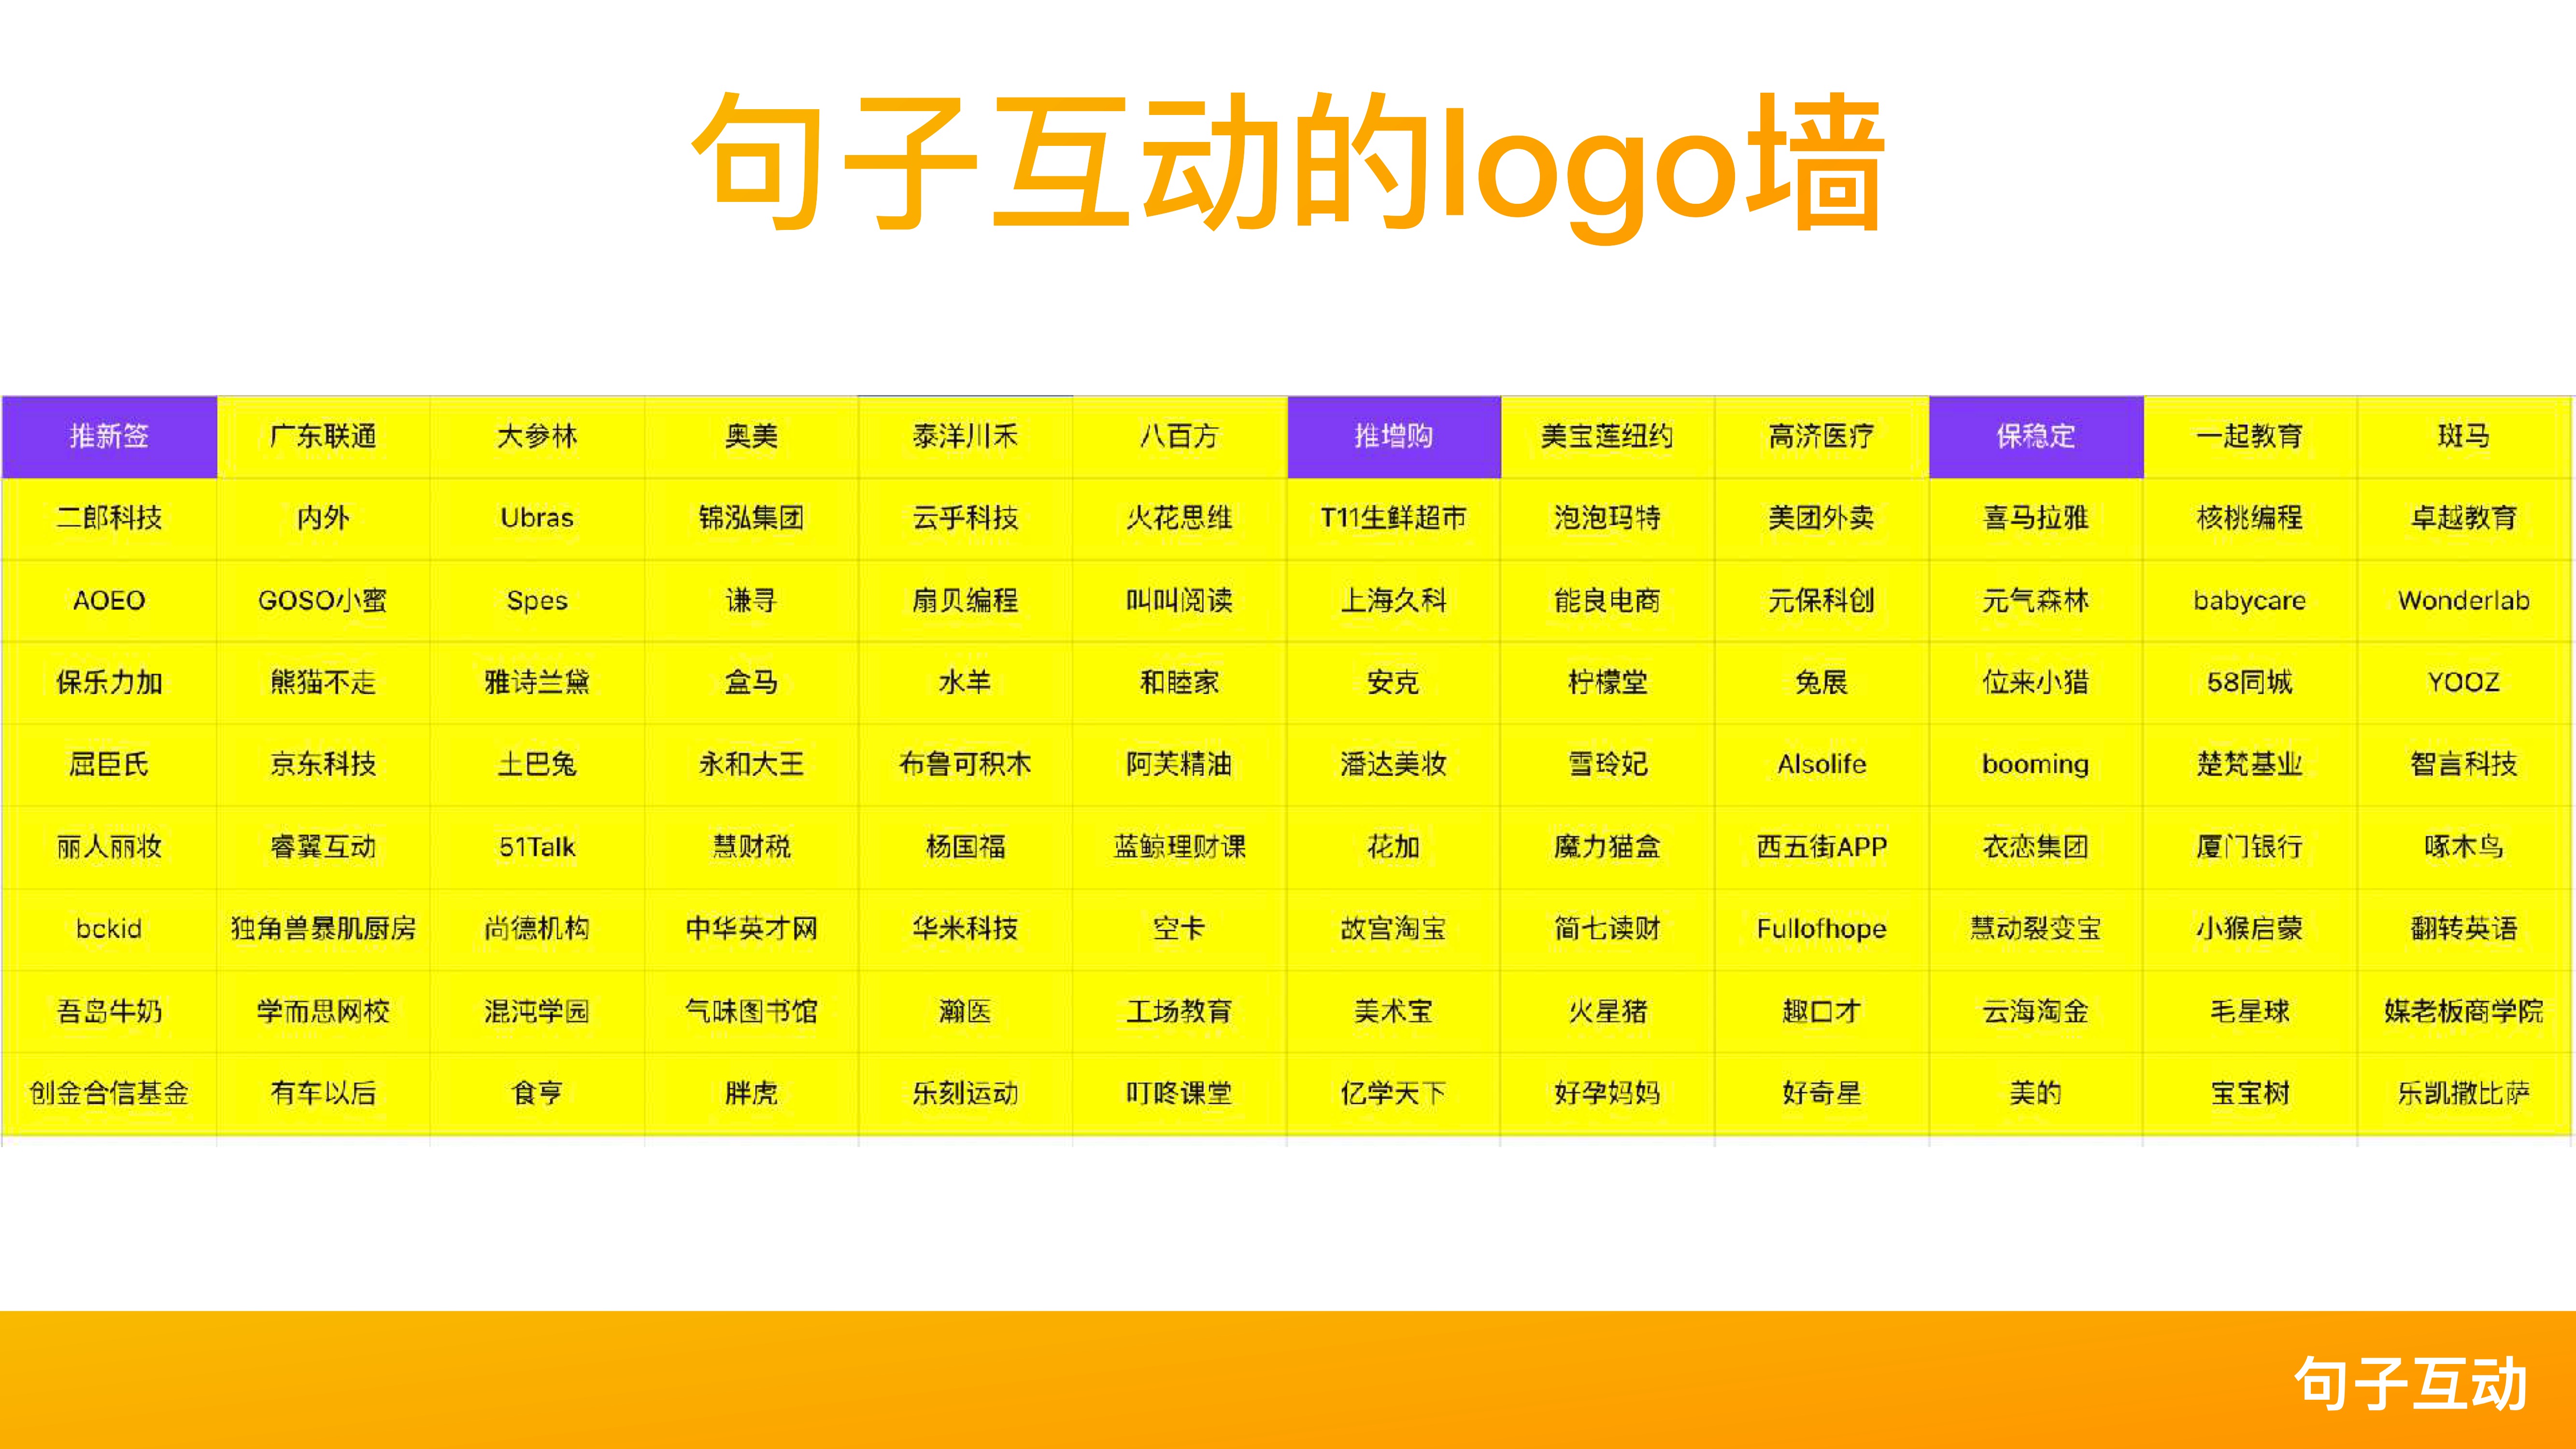 句子互动的logo墙
推新签 广东联通 大参林 奥美 泰洋川禾 八百方 推增购 美宝莲纽约 高济医疗 保稳定 一起教育 斑马
二郎科技 内外 Ubras 锦泓集团 云乎科技 火花思维 T11生鲜超市 泡泡玛特 美团外卖 喜马拉雅 核桃编程 卓越教育
AOEO GOSO小蜜 Spes 谦寻 扇贝编程 叫叫阅读 上海久科 能良电商 元保科创 元气森林 babycare Wonderlab
保乐力加 熊猫不走 雅诗兰黛 盒马 水羊 和睦家 安克 柠檬堂 兔展 位来小猎 58同城 YOOZ
屈臣氏 京东科技 土巴兔 永和大王 布鲁可积木 阿芙精油 潘达美妆 雪玲妃 Alsolife booming 楚梵基业 智言科技
丽人丽妆 睿翼互动 51Talk 慧财税 杨国福 蓝鲸理财课 花加 魔力猫盒 西五街APP 衣恋集团 厦门银行 啄木鸟
bckid 独角兽暴肌厨房 尚德机构 中华英才网 华米科技 空卡 故宫淘宝 简七读财 Fullofhope 慧动裂变宝 小猴启蒙 翻转英语
吾岛牛奶 学而思网校 混沌学园 气味图书馆 瀚医 工场教育 美术宝 火星猪 趣口才 云海淘金 毛星球 媒老板商学院
创金合信基金 有车以后 食亨 胖虎 乐刻运动 叮咚课堂 亿学天下 好孕妈妈 好奇星 美的 宝宝树 乐凯撒比萨
句子互动